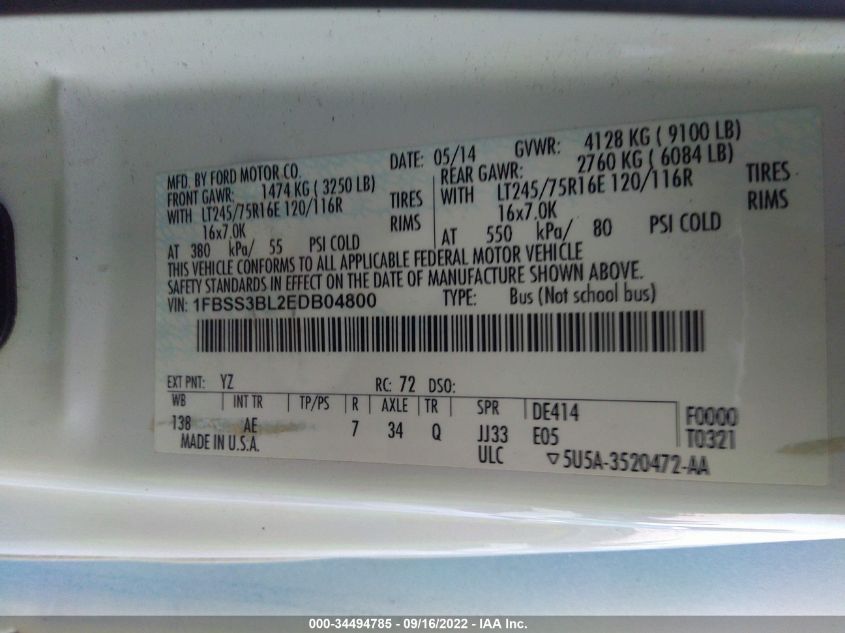 MFD. BY FORD MOTOR CO. DATE: 05/14 GVWR: 4128 KG ( 9100 LB)
FRONT GAWR: 1474 KG ( 3250 LB) REAR GAWR: 2760 KG ( 6084 LB)
WITH LT245/75R16E 120/116R TIRES WITH LT245/75R16E 120/116R TIRES
16x7.0K RIMS 16x7.0K RIMS
AT 380 kPa/ 55 PSI COLD AT 550 kPa/ 80 PSI COLD
THIS VEHICLE CONFORMS TO ALL APPLICABLE FEDERAL MOTOR VEHICLE
SAFETY STANDARDS IN EFFECT ON THE DATE OF MANUFACTURE SHOWN ABOVE.
VIN: 1FBSS3BL2EDB04800 TYPE: Bus (Not school bus)
EXT PNT: YZ RC: 72 DSO:
WB INT TR TP/PS R AXLE TR SPR DE414 F0000
138 AE 7 34 Q JJ33 E05 T0321
MADE IN U.S.A. ULC ▽5U5A-3520472-AA
000-34494785 - 09/16/2022 - IAA Inc.